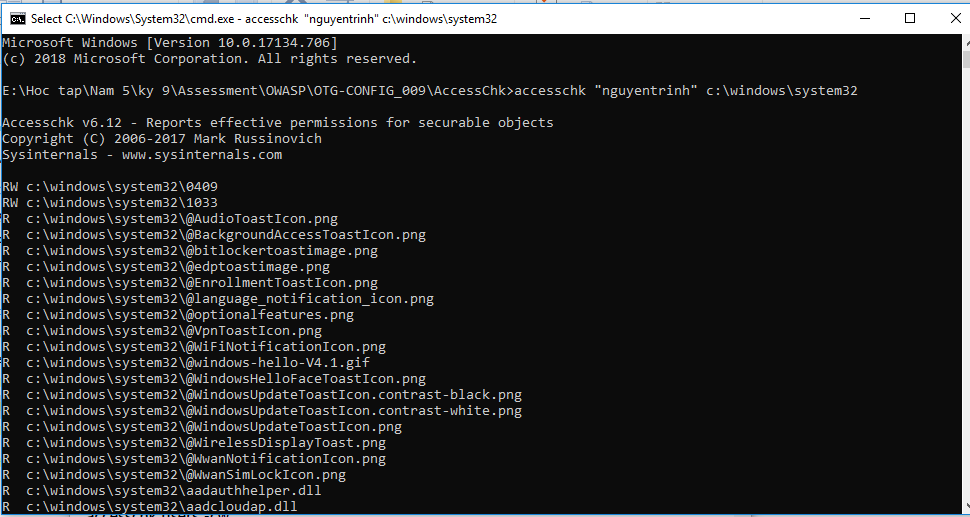 Select C:\Windows\System32\cmd.exe - accesschk "nguyentrinh" c:\windows\system32
Microsoft Windows [Version 10.0.17134.706]
(c) 2018 Microsoft Corporation. All rights reserved.
E:\Hoc tap\Nam 5\ky 9\Assessment\OWASP\OTG-CONFIG_009\AccessChk>accesschk "nguyentrinh" c:\windows\system32
Accesschk v6.12 - Reports effective permissions for securable objects
Copyright (C) 2006-2017 Mark Russinovich
Sysinternals - www.sysinternals.com
RW c:\windows\system32\0409
RW c:\windows\system32\1033
R  c:\windows\system32\@AudioToastIcon.png
R  c:\windows\system32\@BackgroundAccessToastIcon.png
R  c:\windows\system32\@bitlockertoastimage.png
R  c:\windows\system32\@edptoastimage.png
R  c:\windows\system32\@EnrollmentToastIcon.png
R  c:\windows\system32\@language_notification_icon.png
R  c:\windows\system32\@optionalfeatures.png
R  c:\windows\system32\@VpnToastIcon.png
R  c:\windows\system32\@WiFiNotificationIcon.png
R  c:\windows\system32\@windows-hello-V4.1.gif
R  c:\windows\system32\@WindowsHelloFaceToastIcon.png
R  c:\windows\system32\@WindowsUpdateToastIcon.contrast-black.png
R  c:\windows\system32\@WindowsUpdateToastIcon.contrast-white.png
R  c:\windows\system32\@WindowsUpdateToastIcon.png
R  c:\windows\system32\@WirelessDisplayToast.png
R  c:\windows\system32\@WwanNotificationIcon.png
R  c:\windows\system32\@WwanSimLockIcon.png
R  c:\windows\system32\aadauthhelper.dll
R  c:\windows\system32\aadcloudap.dll